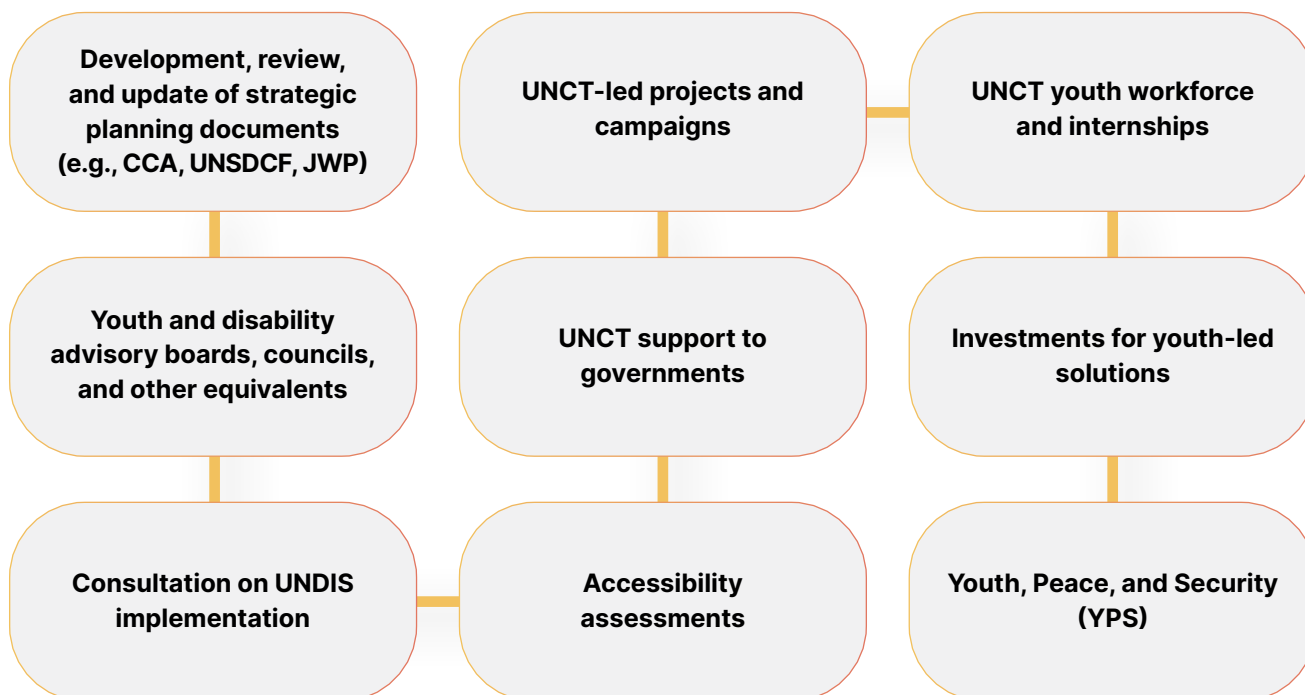 Development, review,
and update of strategic
planning documents
(e.g., CCA, UNSDCF, JWP)
Youth and disability
advisory boards, councils,
and other equivalents
Consultation on UNDIS
implementation
Accessibility
assessments
UNCT support to
governments
UNCT-led projects and
campaigns
UNCT youth workforce
and internships
Investments for youth-led
solutions
Youth, Peace, and Security
(YPS)